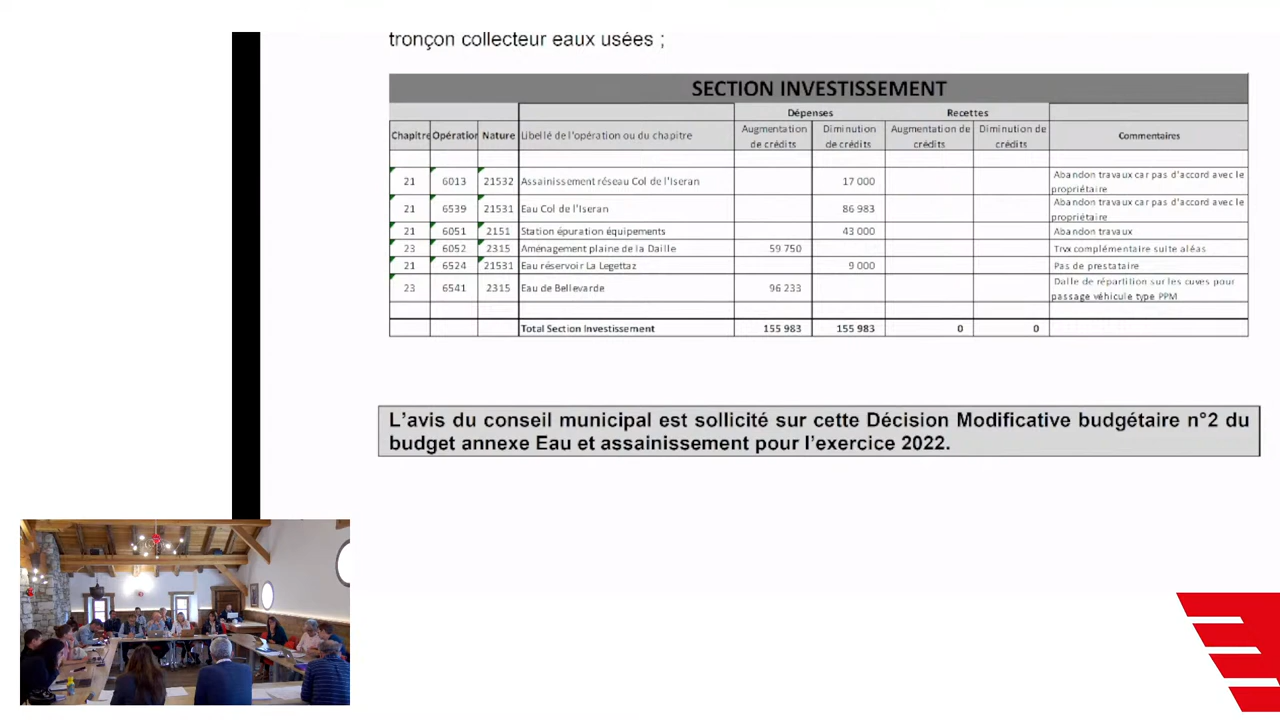 tronçon collecteur eaux usées ;
SECTION INVESTISSEMENT
Dépenses Recettes
Chapitre Opération Nature Libellé de l'opération ou du chapitre Augmentation de crédits Diminution de crédits Augmentation de crédits Diminution de crédits Commentaires
21 6013 21532 Assainissement réseau Col de l'Iseran 17 000 Abandon travaux car pas d'accord avec le propriétaire
21 6539 21531 Eau Col de l'Iseran 86 983 Abandon travaux car pas d'accord avec le propriétaire
21 6051 2151 Station épuration équipements 43 000 Abandon travaux
23 6052 2315 Aménagement plaine de la Daille 59 750 Trvx complémentaire suite aléas
21 6524 21531 Eau réservoir La Legettaz 9 000 Pas de prestataire
23 6541 2315 Eau de Bellevarde 96 233 Dalle de répartition sur les cuves pour passage véhicule type PPM
Total Section Investissement 155 983 155 983 0 0
L'avis du conseil municipal est sollicité sur cette Décision Modificative budgétaire n°2 du
budget annexe Eau et assainissement pour l'exercice 2022.